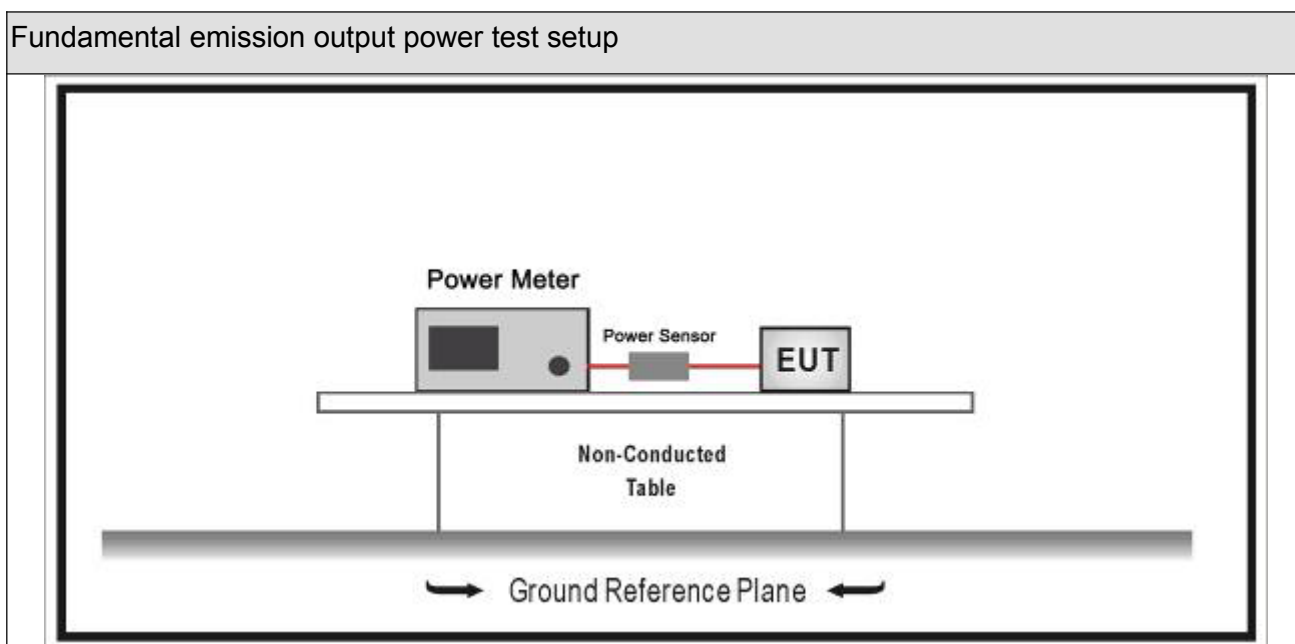 Fundamental emission output power test setup
Power Meter
Power Sensor
EUT
Non-Conducted
Table
Ground Reference Plane